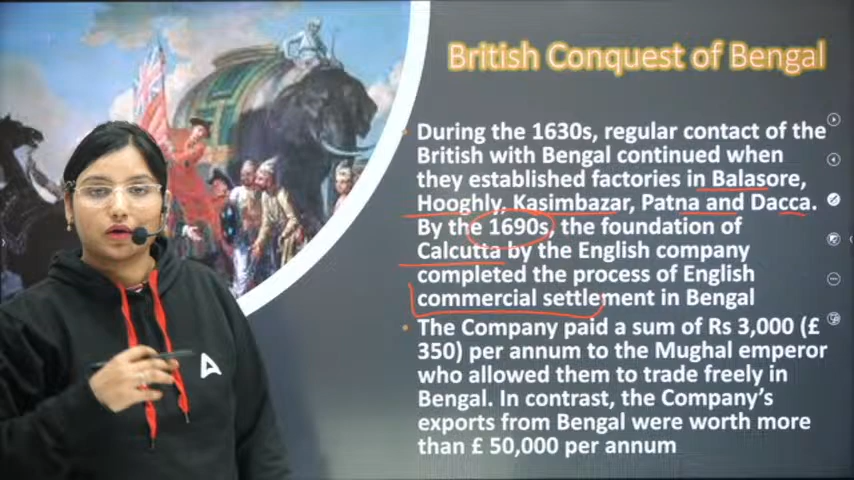 British Conquest of Bengal
During the 1630s, regular contact of the
British with Bengal continued when
they established factories in Balasore,
Hooghly, Kasimbazar, Patna and Dacca.
By the 1690s, the foundation of
Calcutta by the English company
completed the process of English
commercial settlement in Bengal
The Company paid a sum of Rs 3,000 (£
350) per annum to the Mughal emperor
who allowed them to trade freely in
Bengal. In contrast, the Company's
exports from Bengal were worth more
than £ 50,000 per annum